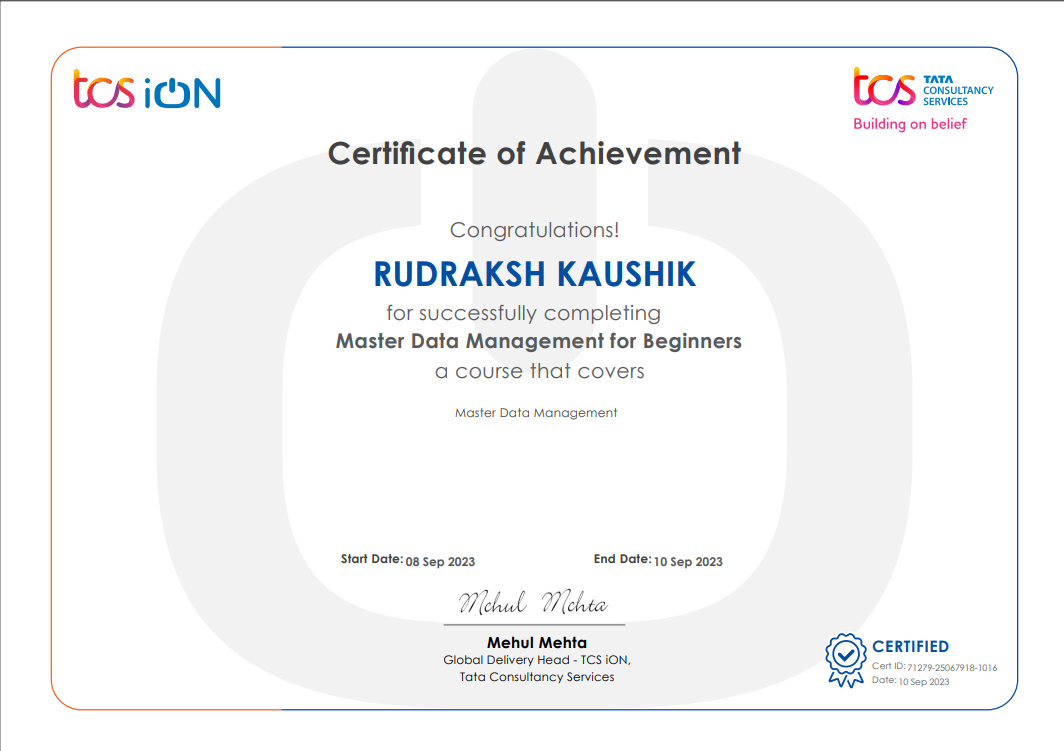 tcs iON
tcs TATA
CONSULTANCY
SERVICES
Building on belief
Certificate of Achievement
Congratulations!
RUDRAKSH KAUSHIK
for successfully completing
Master Data Management for Beginners
a course that covers
Master Data Management
Start Date: 08 Sep 2023
End Date: 10 Sep 2023
Mehul Mehta
Mehul Mehta
Global Delivery Head - TCS iON,
Tata Consultancy Services
CERTIFIED
Cert ID: 71279-25067918-1016
Date: 10 Sep 2023